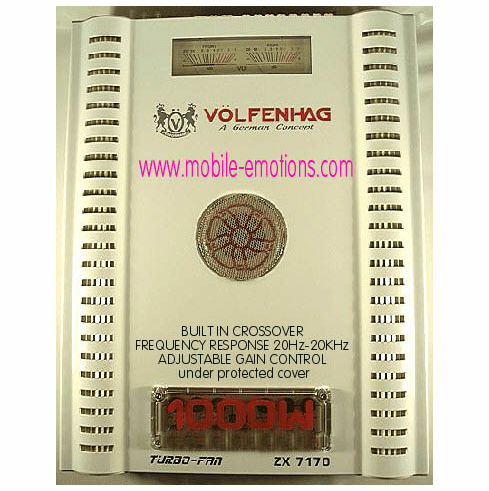 VU
V
VÖLFENHAG
A German Concept
www.mobile-emotions.com
BUILT IN CROSSOVER
FREQUENCY RESPONSE 20Hz-20KHz
ADJUSTABLE GAIN CONTROL
under protected cover
1000W
TURBO-FAN ZX 7170